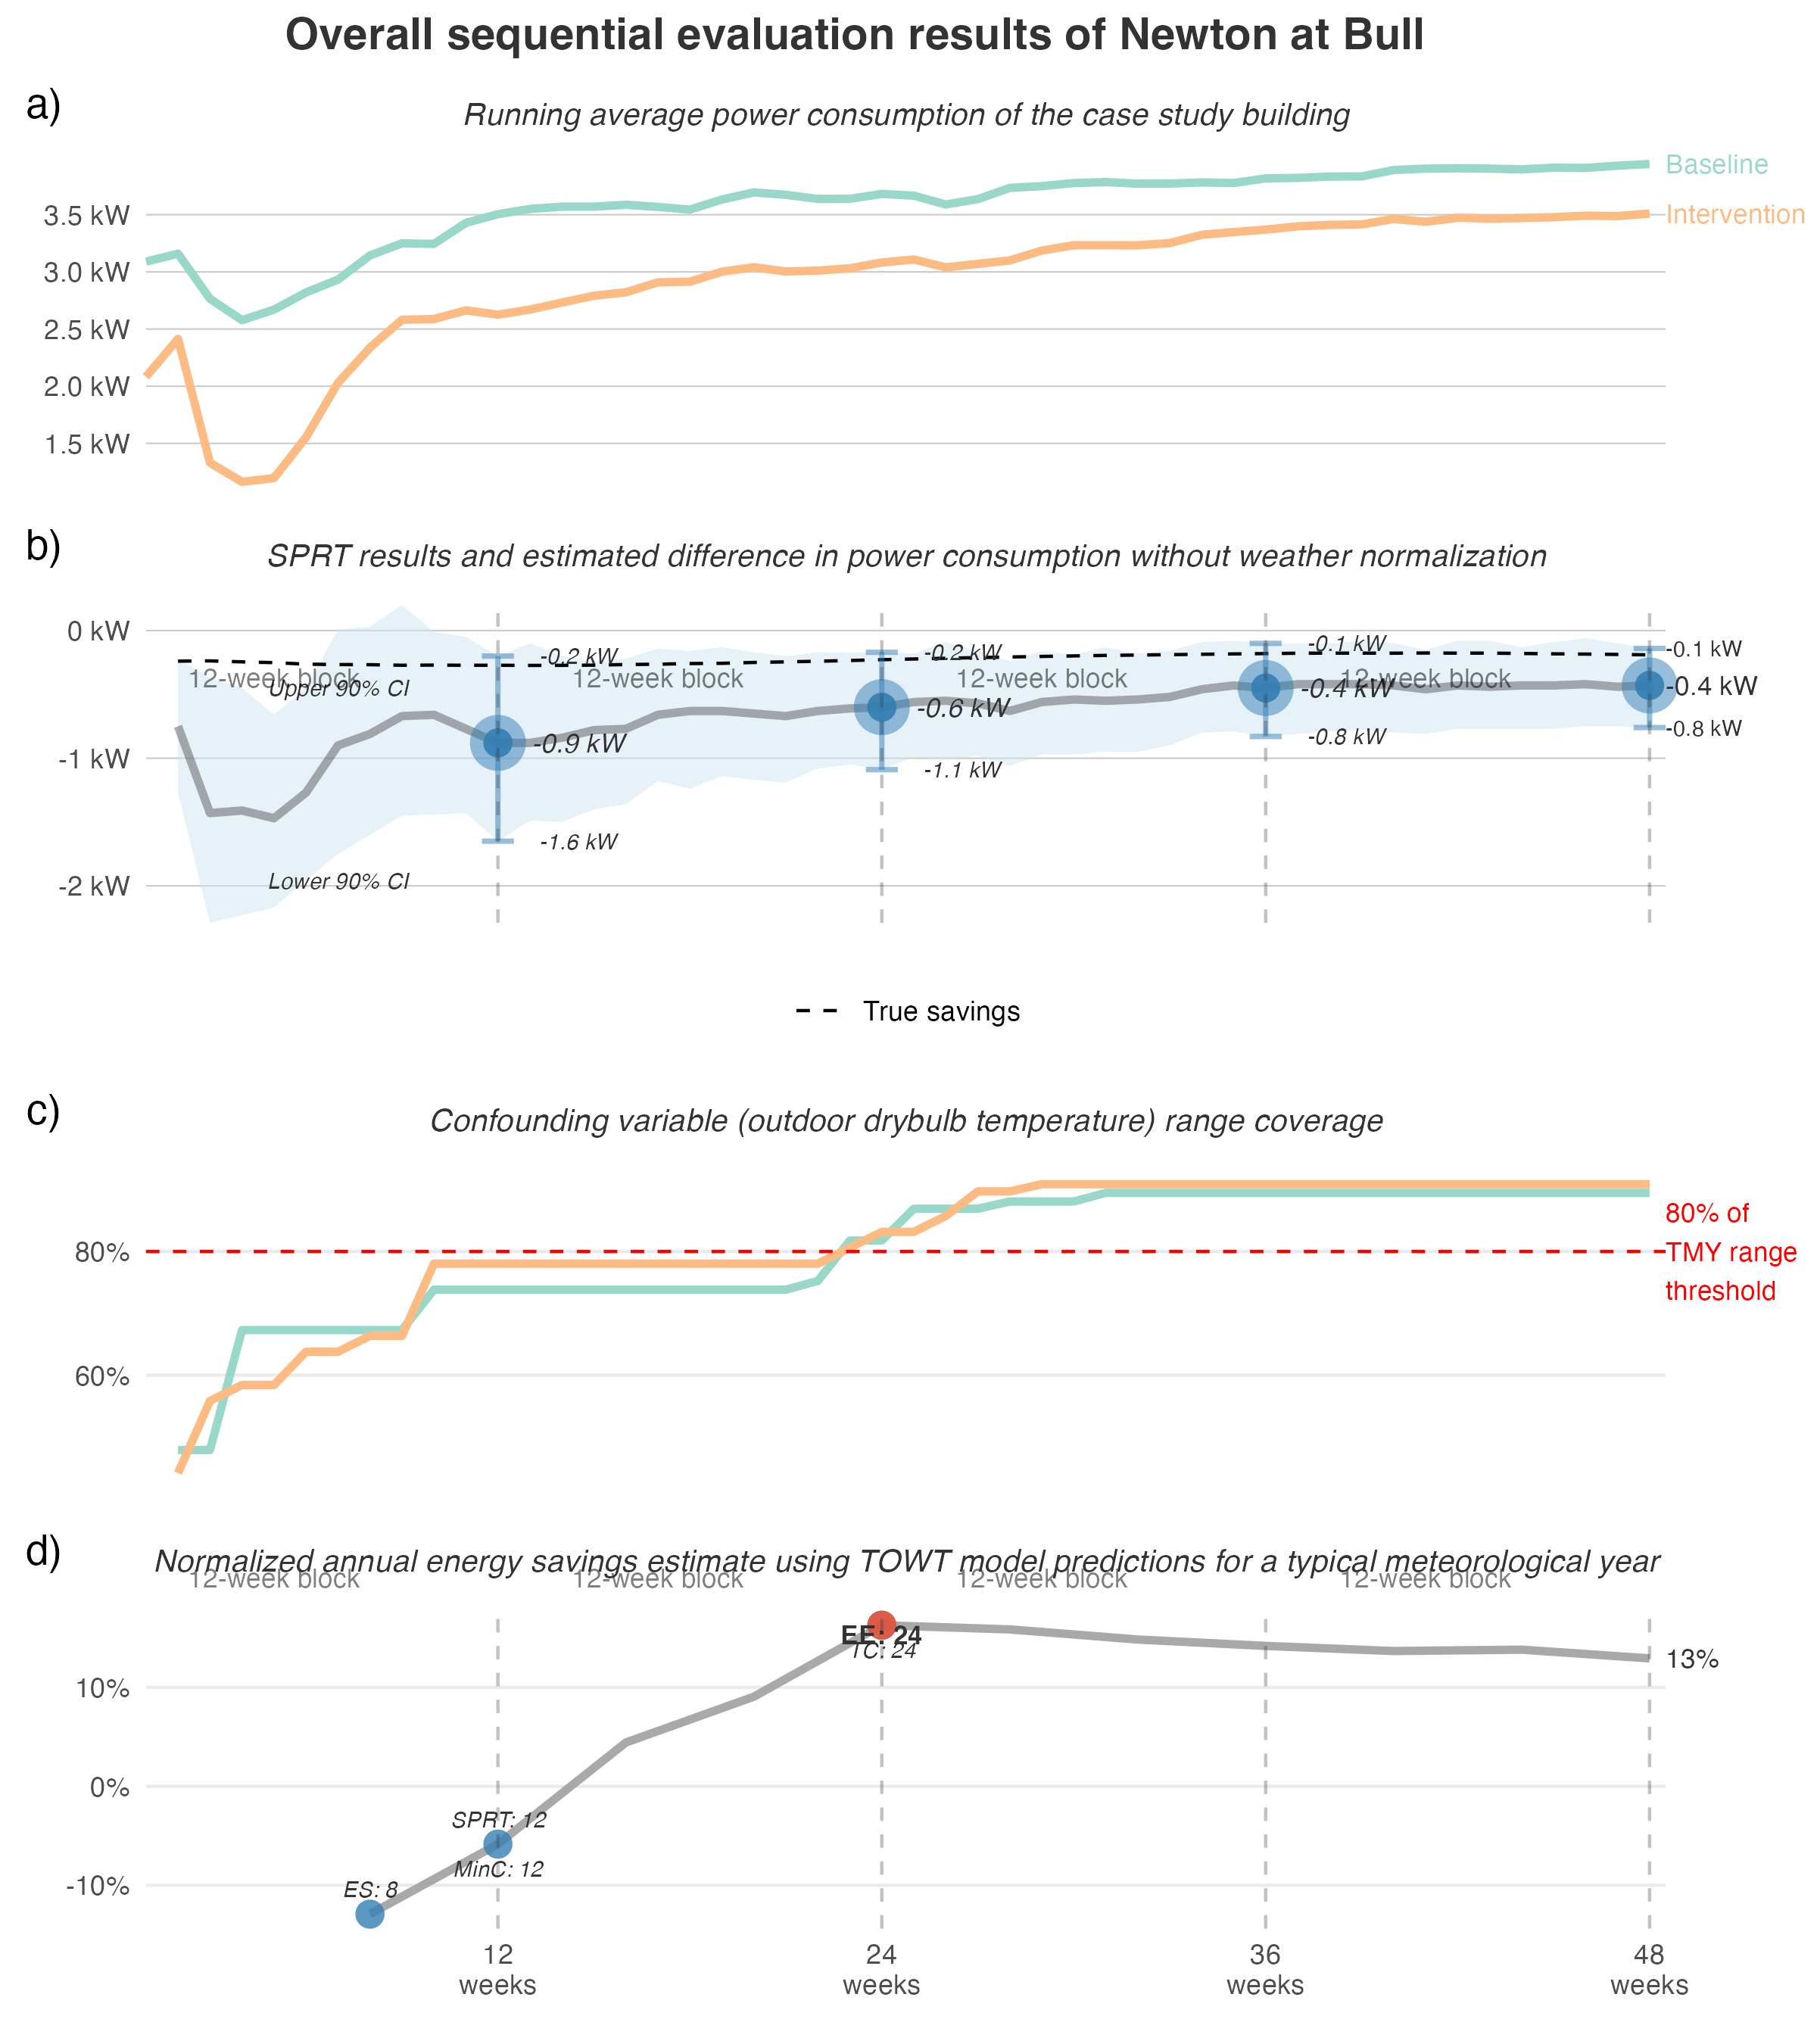 Overall sequential evaluation results of Newton at Bull
a)
Running average power consumption of the case study building
Baseline
3.5 kW
Intervention
3.0 kW
2.5 kW
2.0 kW
1.5 kW
b)
SPRT results and estimated difference in power consumption without weather normalization
0 kW
-0.2 kW
-0.2 kW
-0.1 kW
-0.1 kW
12-week block
12-week block
12-week block
12-week block
Upper 90% CI
-0.9 kW
-0.6 kW
-0.4 kW
-0.4 kW
-0.8 kW
-0.8 kW
-1 kW
-1.1 kW
-1.6 kW
Lower 90% CI
-2 kW
True savings
c)
Confounding variable (outdoor drybulb temperature) range coverage
80% of
TMY range
threshold
80%
60%
d)
Normalized annual energy savings estimate using TOWT model predictions for a typical meteorological year
12-week block
12-week block
12-week block
12-week block
EE: 24
TC: 24
13%
10%
0%
SPRT: 12
MinC: 12
-10%
ES: 8
12
weeks
24
weeks
36
weeks
48
weeks